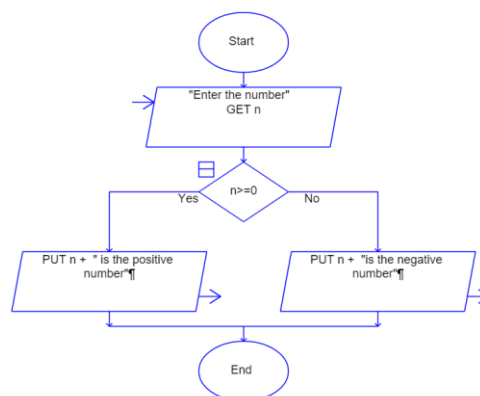 Start
"Enter the number"
GET n
n>=0
Yes
No
PUT n +  " is the positive
number"¶
PUT n +  "is the negative
number"¶
End